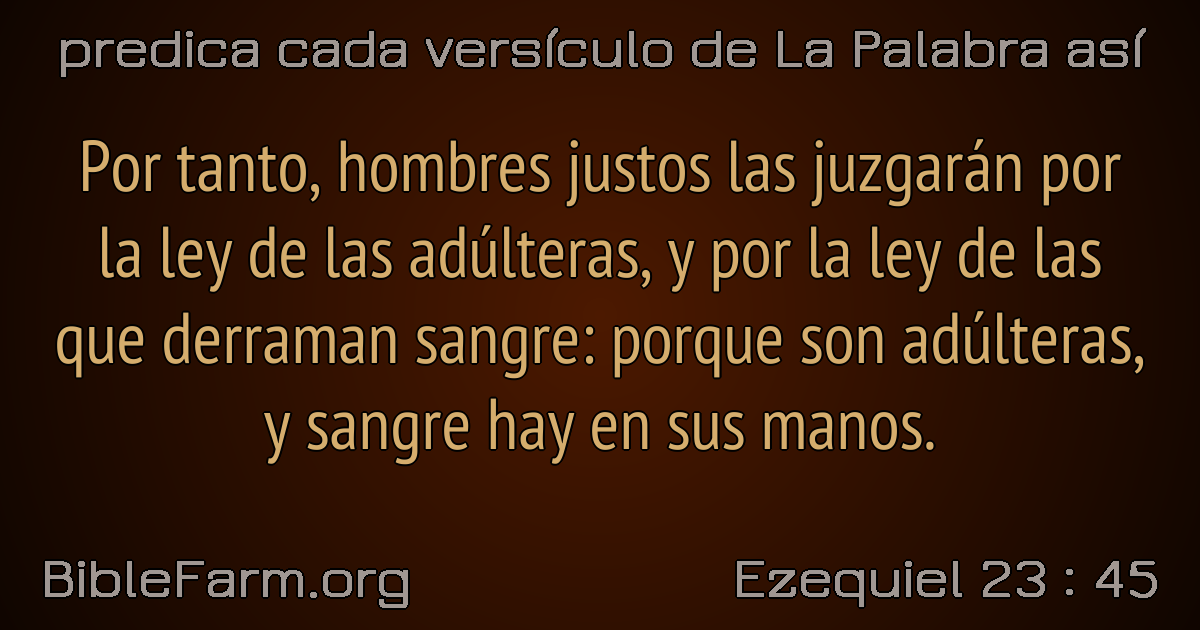 predica cada versículo de La Palabra así
Por tanto, hombres justos las juzgarán por
la ley de las adúlteras, y por la ley de las
que derraman sangre: porque son adúlteras,
y sangre hay en sus manos.
BibleFarm.org
Ezequiel 23 : 45